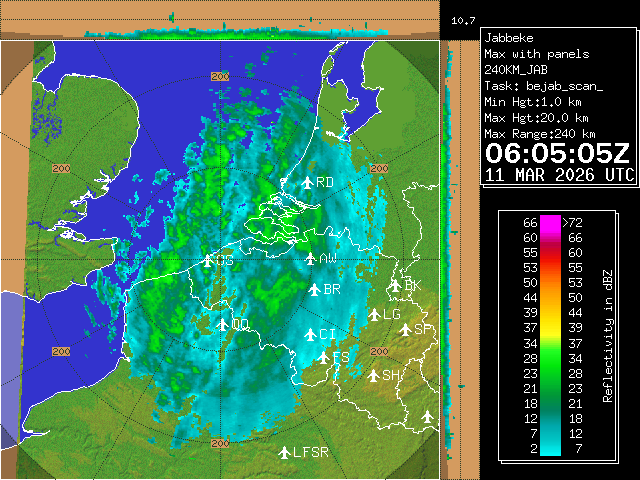 10.7
Jabbeke
Max with panels
240KM_JAB
Task: bejab_scan_
Min Hgt:1.0 km
Max Hgt:20.0 km
Max Range:240 km
06:05:05Z
11 MAR 2026 UTC
200
200
200
RD
OS
AW
BR
BK
LG
QO
CI
SP
200
FS
200
SH
200
LFSR
66 >72
60 66
55 60
53 55
50 53
44 50
39 44
37 39
34 37
28 34
23 28
21 23
18 21
12 18
7 12
2 7
Reflectivity in dBZ